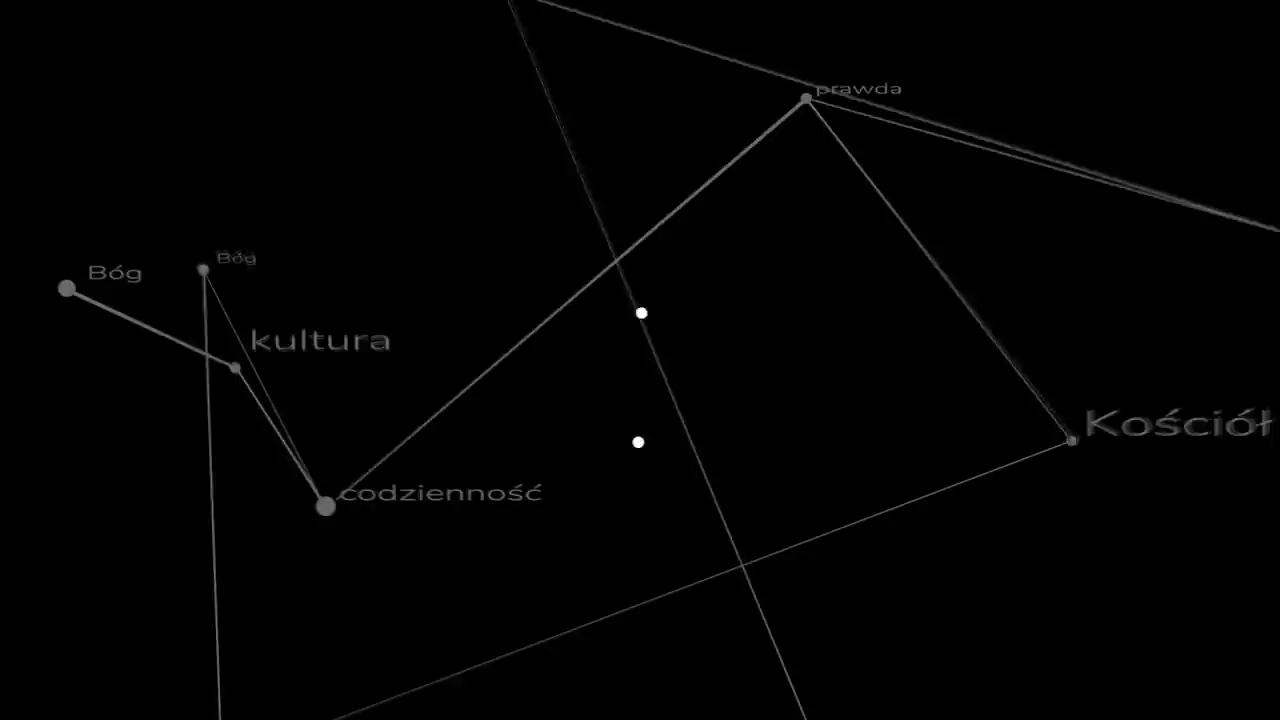 prawda
Bóg
Bóg
kultura
Kościół
codzienność